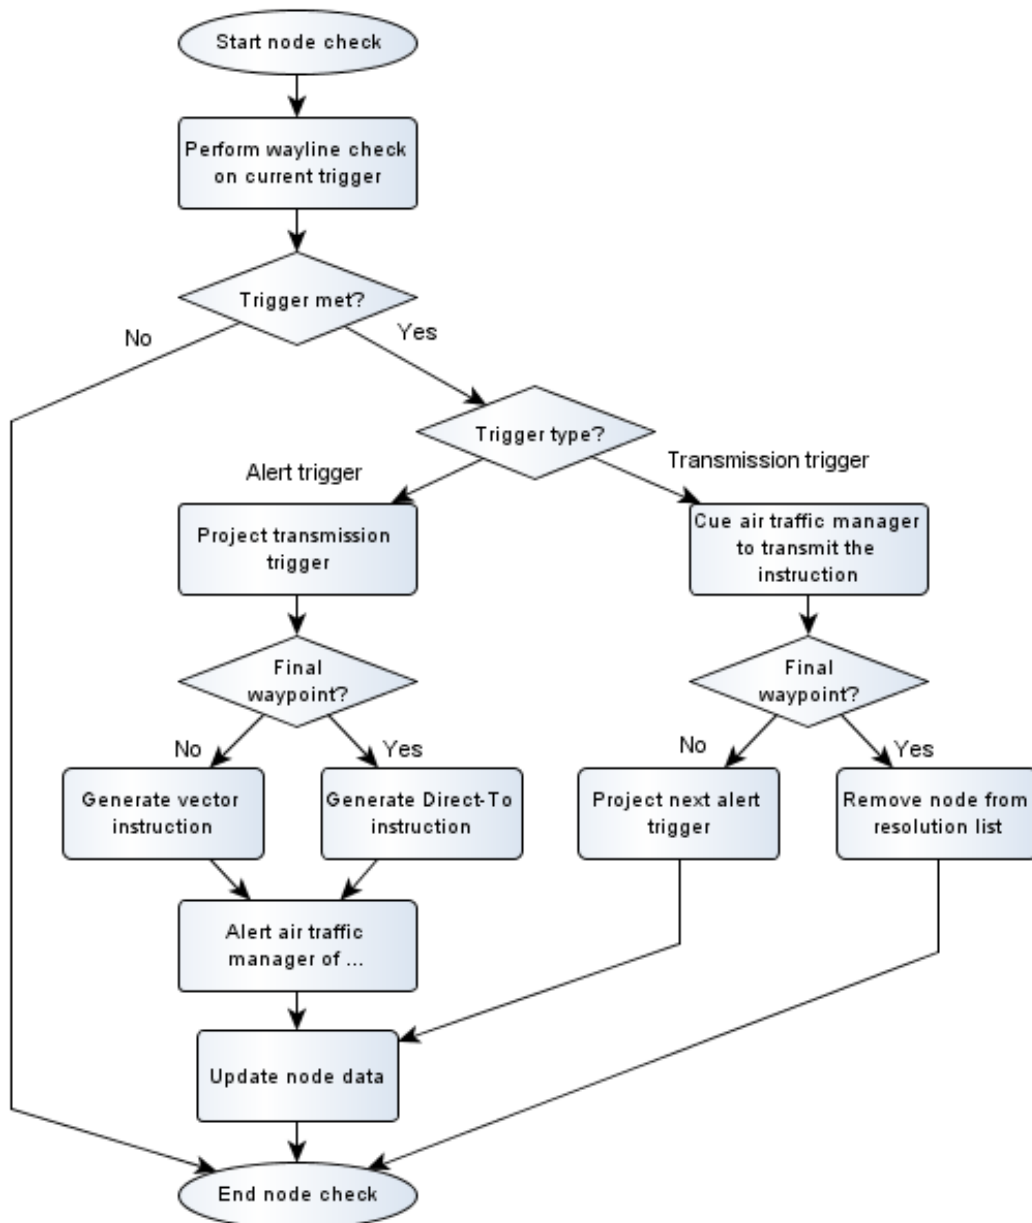 Start node check
Perform wayline check
on current trigger
Trigger met?
No
Yes
Trigger type?
Alert trigger
Transmission trigger
Project transmission
trigger
Cue air traffic manager
to transmit the
instruction
Final
waypoint?
Final
waypoint?
No
Yes
No
Yes
Generate vector
instruction
Generate Direct-To
instruction
Project next alert
trigger
Remove node from
resolution list
Alert air traffic
manager of ...
Update node data
End node check